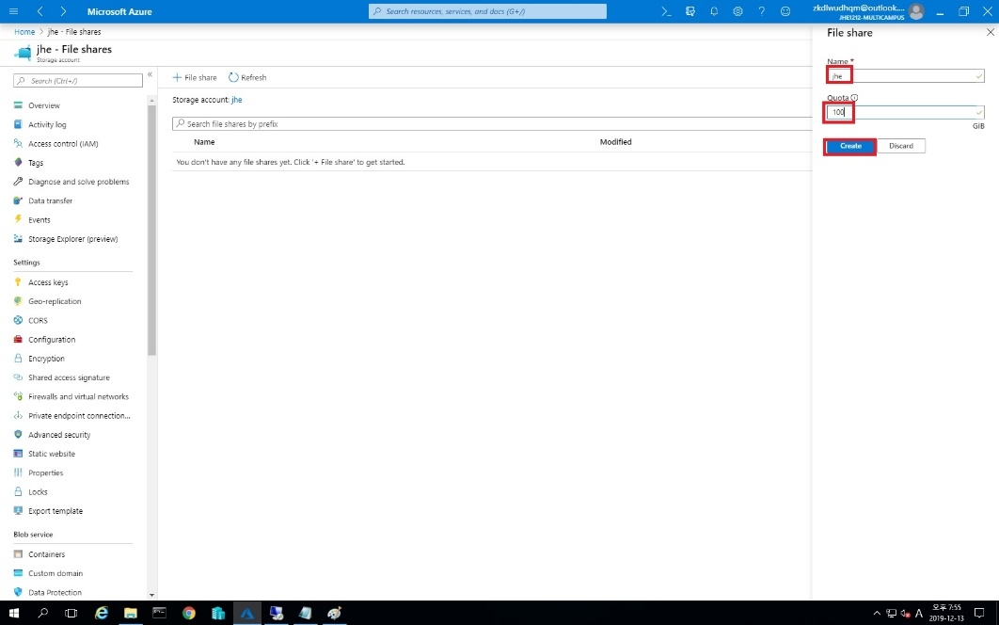 Microsoft Azure
Search resources, services, and docs (G+/)
zkdlwudhqm@outlook....
JHE1212-MULTICAMPUS
Home > jhe - File shares
jhe - File shares
Storage account
Search (Ctrl+/)
Overview
Activity log
Access control (IAM)
Tags
Diagnose and solve problems
Data transfer
Events
Storage Explorer (preview)
Settings
Access keys
Geo-replication
CORS
Configuration
Encryption
Shared access signature
Firewalls and virtual networks
Private endpoint connection...
Advanced security
Static website
Properties
Locks
Export template
Blob service
Containers
Custom domain
Data Protection
+ File share Refresh
Storage account: jhe
Search file shares by prefix
Name Modified
You don't have any file shares yet. Click '+ File share' to get started.
File share
Name *
jhe
Quota
100
GiB
Create Discard
A 오후 7:55
2019-12-13